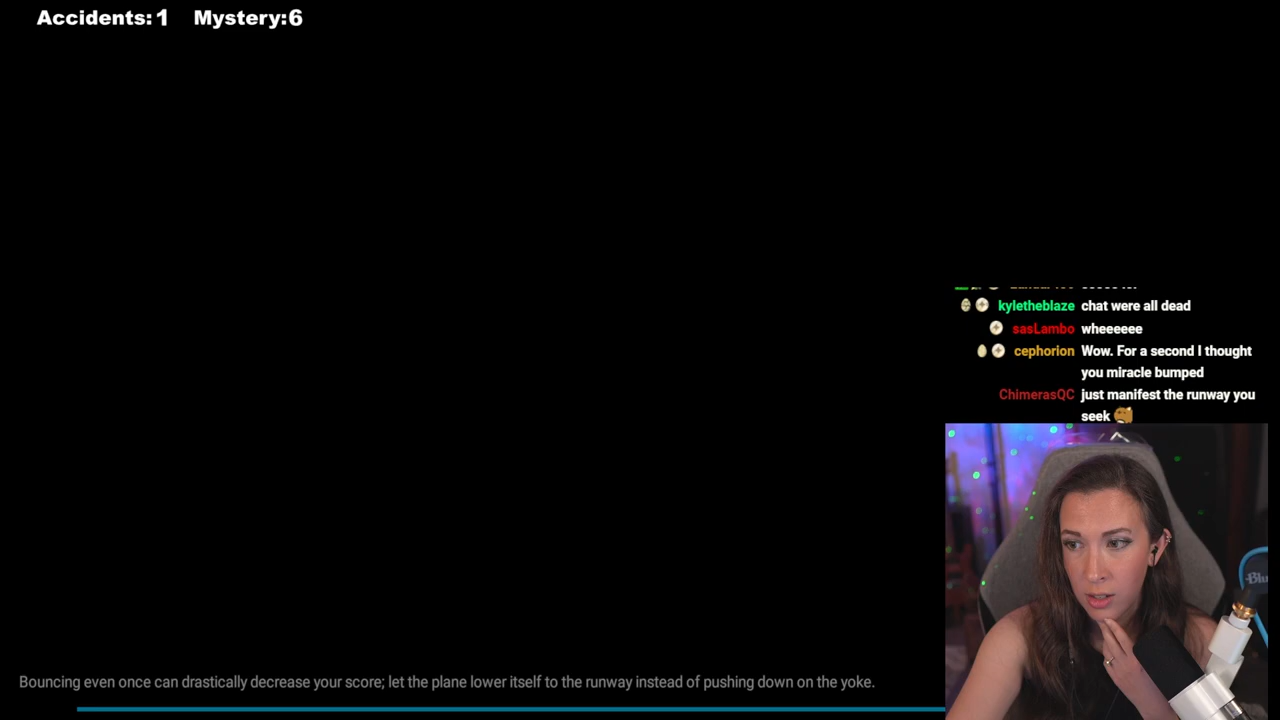 Accidents: 1 Mystery:6
kyletheblaze chat were all dead
sasLambo wheeeeee
cephorion Wow. For a second I thought
you miracle bumped
ChimerasQC just manifest the runway you
seek
Blu
Bouncing even once can drastically decrease your score; let the plane lower itself to the runway instead of pushing down on the yoke.